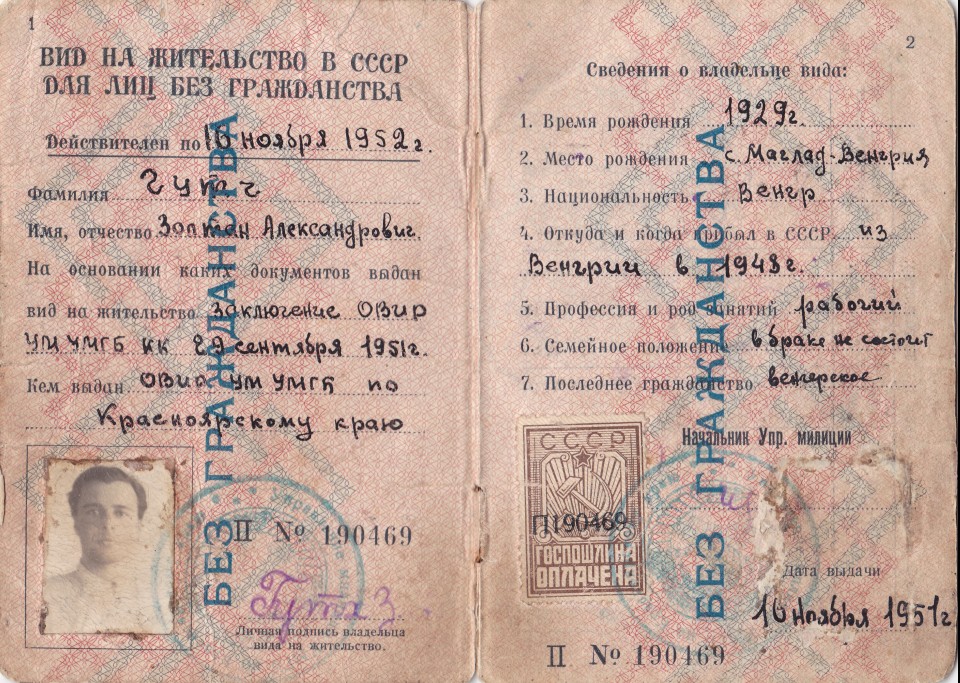 1
ВИД НА ЖИТЕЛЬСТВО В СССР
ДЛЯ ЛИЦ БЕЗ ГРАЖДАНСТВА
Действителен по 16 ноября 1952 г.
Фамилия Гутч
Имя, отчество Золтан Александрович.
На основании каких документов выдан
вид на жительство заключение ОВИР
УМ УМГБ КК 29 сентября 1951г.
Кем выдан ОВИР УМ УМГБ по
Красноярскому краю
БЕЗ ГРАЖДАНСТВА
II № 190469
Гутч З
Личная подпись владельца
вида на жительство.
2
Сведения о владельце вида:
1. Время рождения 1929г.
2. Место рождения с. Маглад-Венгрия
3. Национальность Венгр
4. Откуда и когда прибыл в СССР из
Венгрии в 1948г.
5. Профессия и род занятий рабочий
6. Семейное положение в браке не состоит
7. Последнее гражданство венгерское
БЕЗ ГРАЖДАНСТВА
Начальник Упр. милиции
СССР
П190469
ГОСПОШЛИНА
ОПЛАЧЕНА
Дата выдачи
16 ноября 1951г
II № 190469